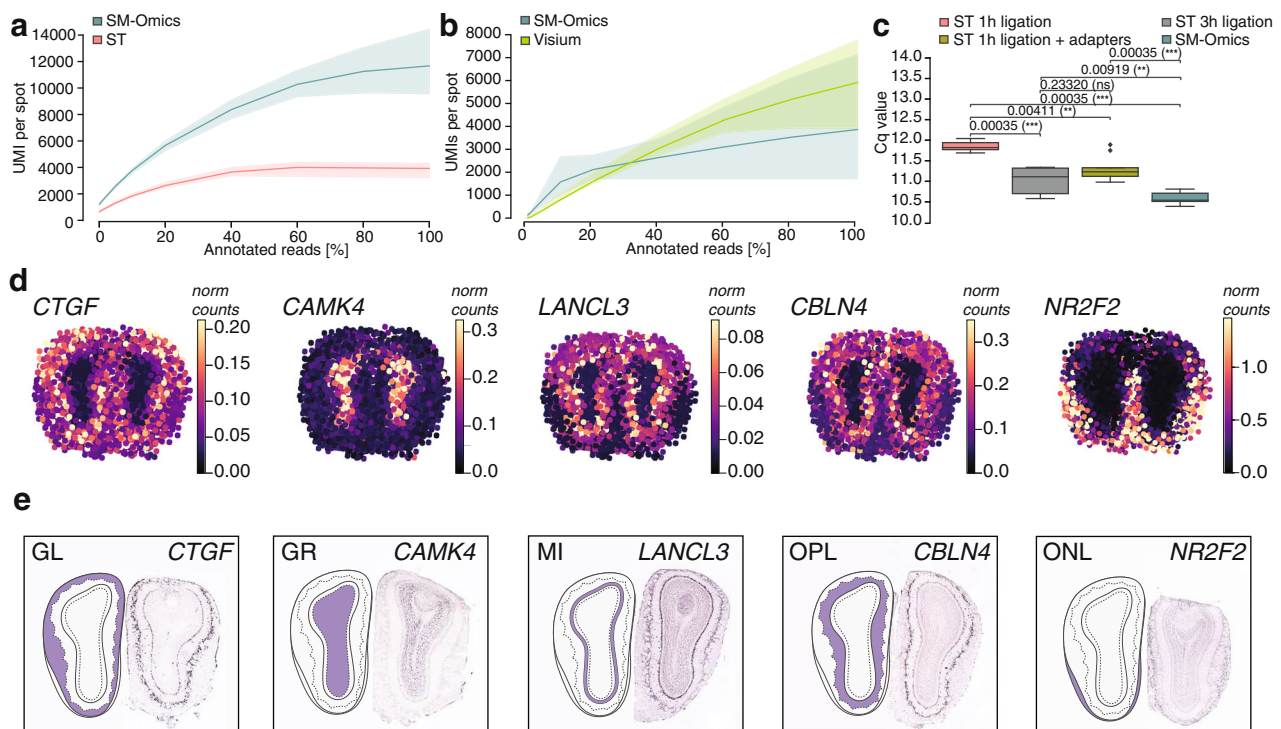 a
SM-Omics
ST
UMI per spot
14000
12000
10000
8000
6000
4000
2000
0
0 20 40 60 80 100
Annotated reads [%]
b
SM-Omics
Visium
UMIs per spot
8000
7000
6000
5000
4000
3000
2000
1000
0
0 20 40 60 80 100
Annotated reads [%]
c
ST 1h ligation
ST 3h ligation
ST 1h ligation + adapters
SM-Omics
Cq value
14.0
13.5
13.0
12.5
12.0
11.5
11.0
10.5
10.0
0.00035 (***)
0.00919 (**)
0.23320 (ns)
0.00035 (***)
0.00411 (**)
0.00035 (***)
d
CTGF
norm
counts
0.20
0.15
0.10
0.05
0.00
CAMK4
norm
counts
0.3
0.2
0.1
0.0
LANCL3
norm
counts
0.08
0.06
0.04
0.02
0.00
CBLN4
norm
counts
0.3
0.2
0.1
0.0
NR2F2
norm
counts
1.0
0.5
0.0
e
GL CTGF
GR CAMK4
MI LANCL3
OPL CBLN4
ONL NR2F2